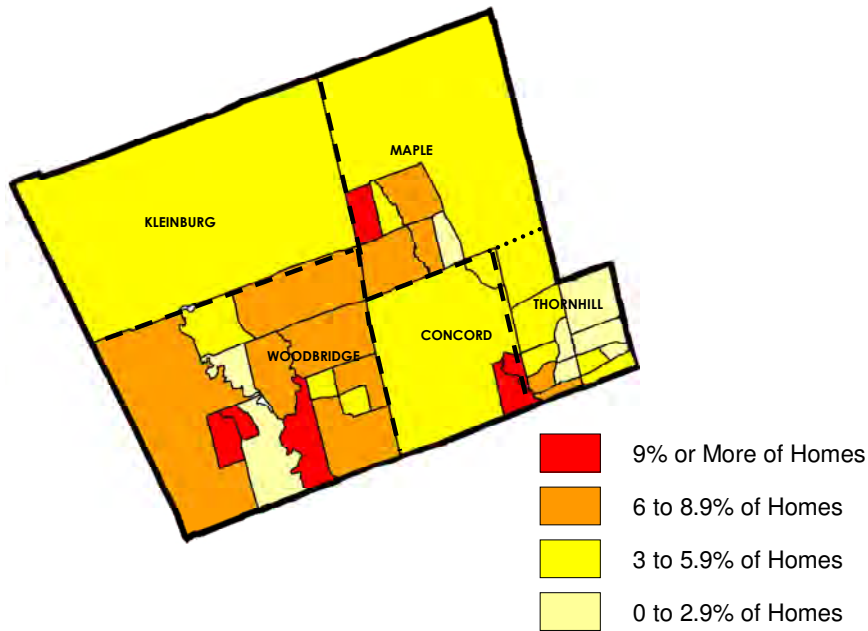 MAPLE
KLEINBURG
THORNHILL
CONCORD
WOODBRIDGE
9% or More of Homes
6 to 8.9% of Homes
3 to 5.9% of Homes
0 to 2.9% of Homes